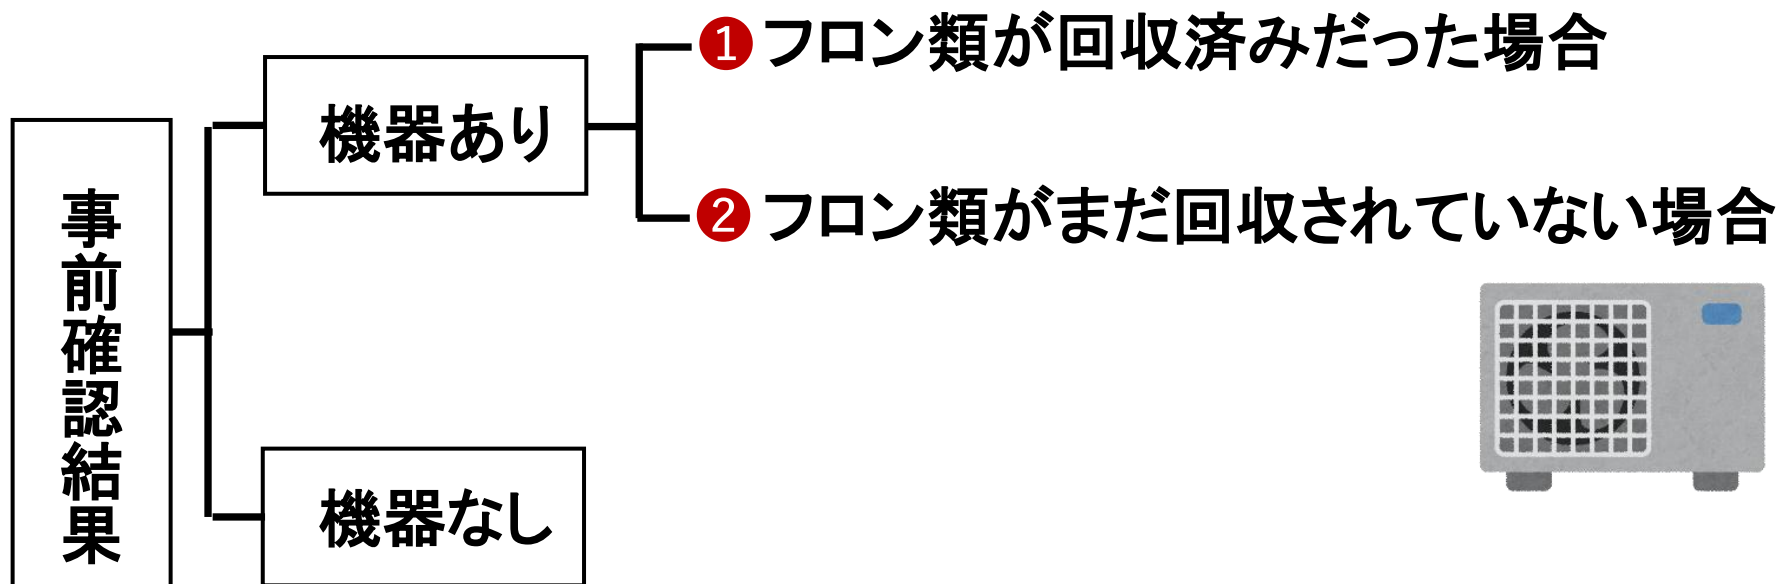 事前確認結果
機器あり
❶フロン類が回収済みだった場合
❷フロン類がまだ回収されていない場合
機器なし